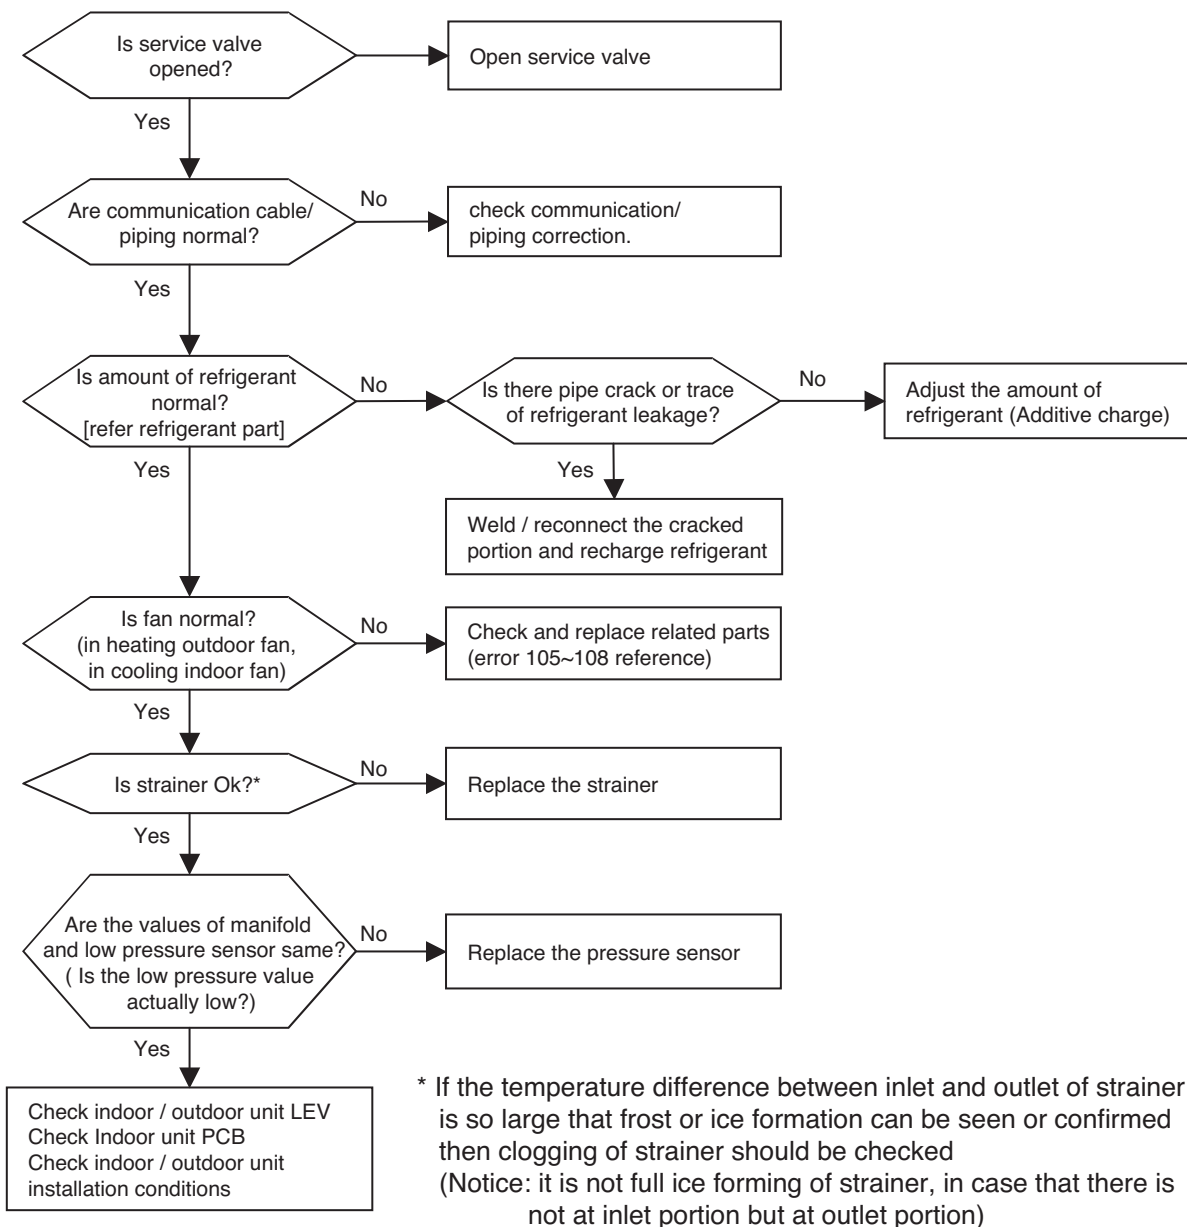 Is service valve
opened?
Open service valve
Yes
Are communication cable/
piping normal?
No
check communication/
piping correction.
Yes
Is amount of refrigerant
normal?
[refer refrigerant part]
No
Is there pipe crack or trace
of refrigerant leakage?
No
Adjust the amount of
refrigerant (Additive charge)
Yes
Yes
Weld / reconnect the cracked
portion and recharge refrigerant
Is fan normal?
(in heating outdoor fan,
in cooling indoor fan)
No
Check and replace related parts
(error 105~108 reference)
Yes
Is strainer Ok?*
No
Replace the strainer
Yes
Are the values of manifold
and low pressure sensor same?
( Is the low pressure value
actually low?)
No
Replace the pressure sensor
Yes
Check indoor / outdoor unit LEV
Check Indoor unit PCB
Check indoor / outdoor unit
installation conditions
* If the temperature difference between inlet and outlet of strainer
is so large that frost or ice formation can be seen or confirmed
then clogging of strainer should be checked
(Notice: it is not full ice forming of strainer, in case that there is
not at inlet portion but at outlet portion)